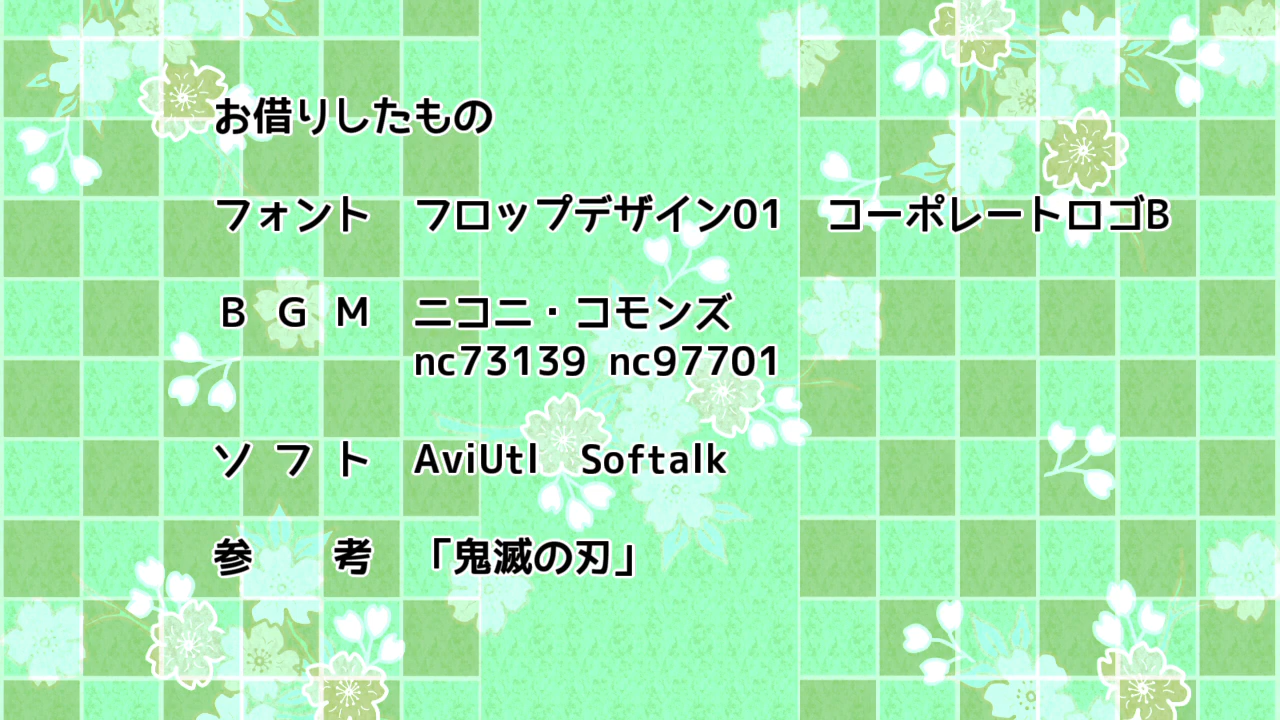 お借りしたもの
フォント　フロップデザイン01　コーポレートロゴB
B G M　ニコニ・コモンズ
nc73139 nc97701
ソ フ ト　AviUtl　Softalk
参　　考　「鬼滅の刃」